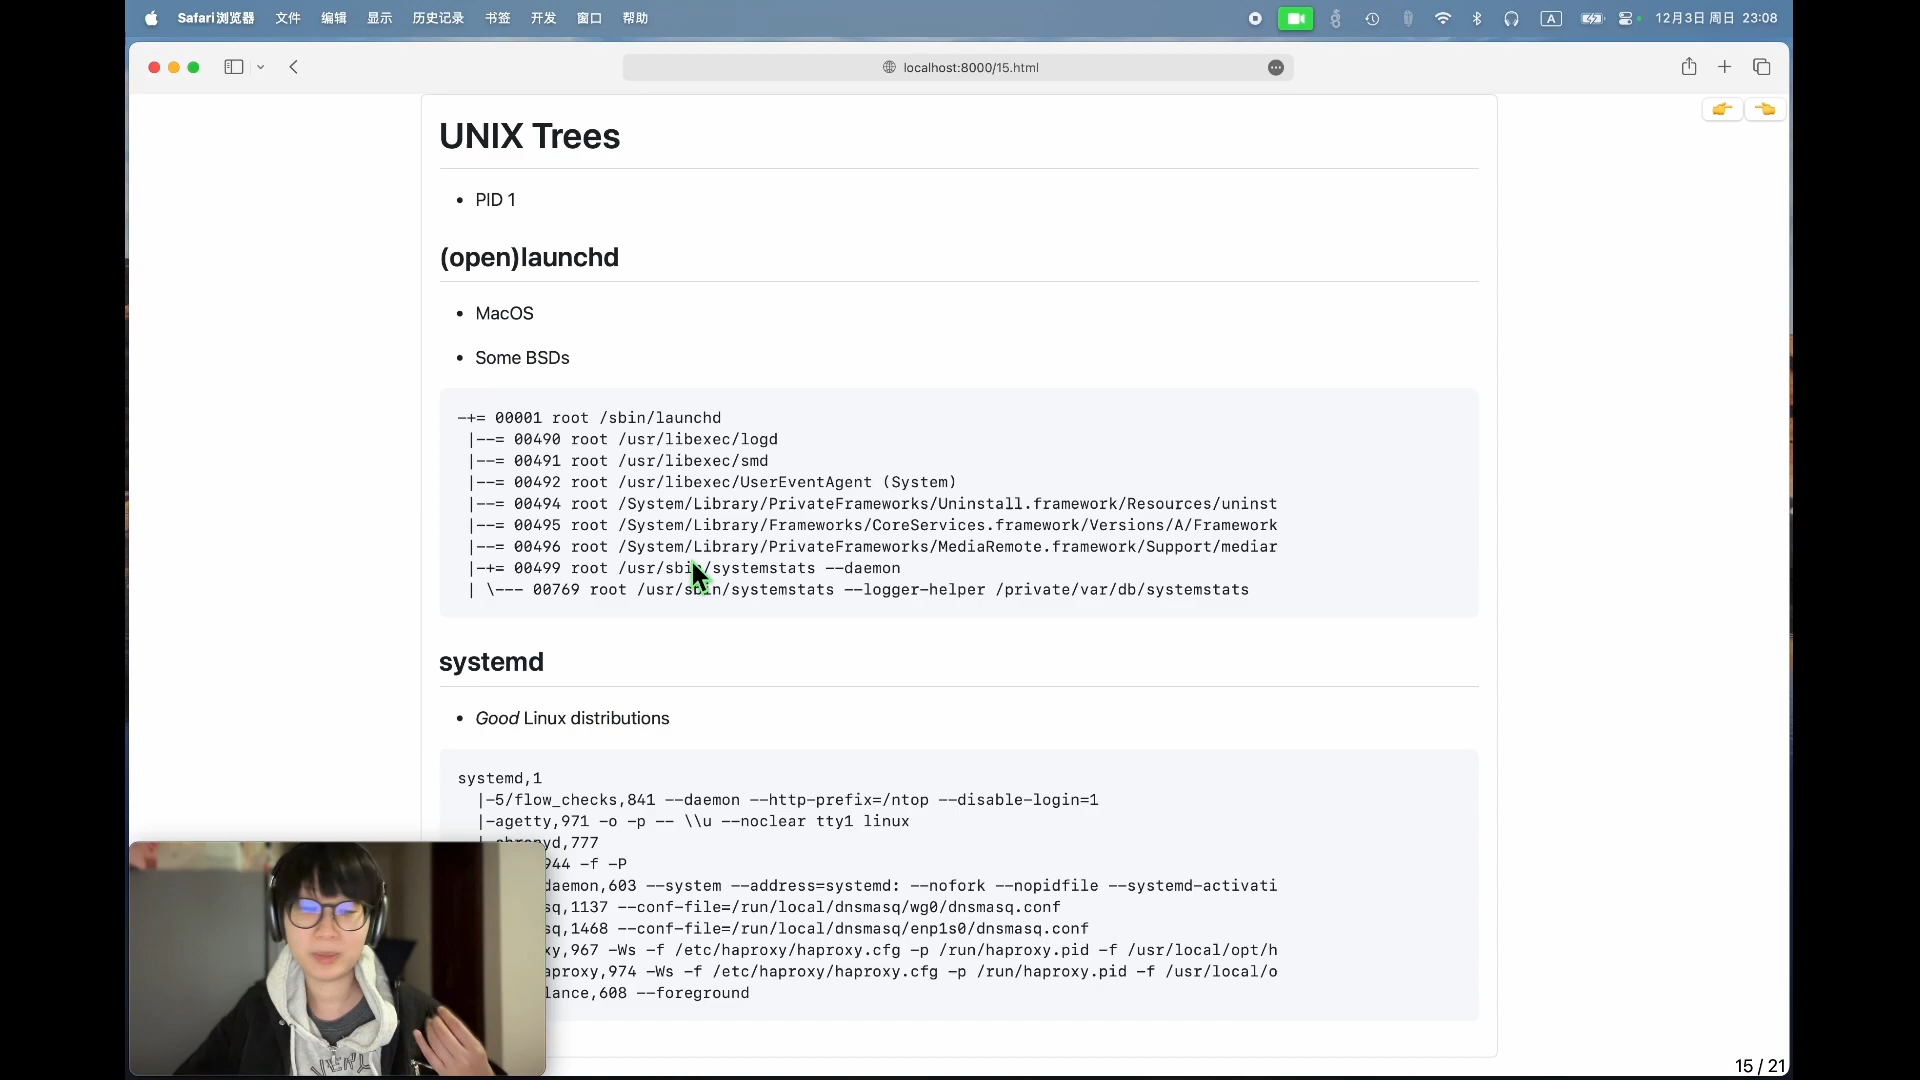 Safari浏览器 文件 编辑 显示 历史记录 书签 开发 窗口 帮助 A 12月3日 周日 23:08
localhost:8000/15.html
UNIX Trees
• PID 1
(open)launchd
• MacOS
• Some BSDs
-+= 00001 root /sbin/launchd
|--= 00490 root /usr/libexec/logd
|--= 00491 root /usr/libexec/smd
|--= 00492 root /usr/libexec/UserEventAgent (System)
|--= 00494 root /System/Library/PrivateFrameworks/Uninstall.framework/Resources/uninst
|--= 00495 root /System/Library/Frameworks/CoreServices.framework/Versions/A/Framework
|--= 00496 root /System/Library/PrivateFrameworks/MediaRemote.framework/Support/mediar
|-+= 00499 root /usr/sbin/systemstats --daemon
| \--- 00769 root /usr/sbin/systemstats --logger-helper /private/var/db/systemstats
systemd
• Good Linux distributions
systemd,1
|-5/flow_checks,841 --daemon --http-prefix=/ntop --disable-login=1
|-agetty,971 -o -p -- \\u --noclear tty1 linux
yd,777
944 -f -P
daemon,603 --system --address=systemd: --nofork --nopidfile --systemd-activati
sq,1137 --conf-file=/run/local/dnsmasq/wg0/dnsmasq.conf
sq,1468 --conf-file=/run/local/dnsmasq/enp1s0/dnsmasq.conf
xy,967 -Ws -f /etc/haproxy/haproxy.cfg -p /run/haproxy.pid -f /usr/local/opt/h
aproxy,974 -Ws -f /etc/haproxy/haproxy.cfg -p /run/haproxy.pid -f /usr/local/o
lance,608 --foreground
15 / 21